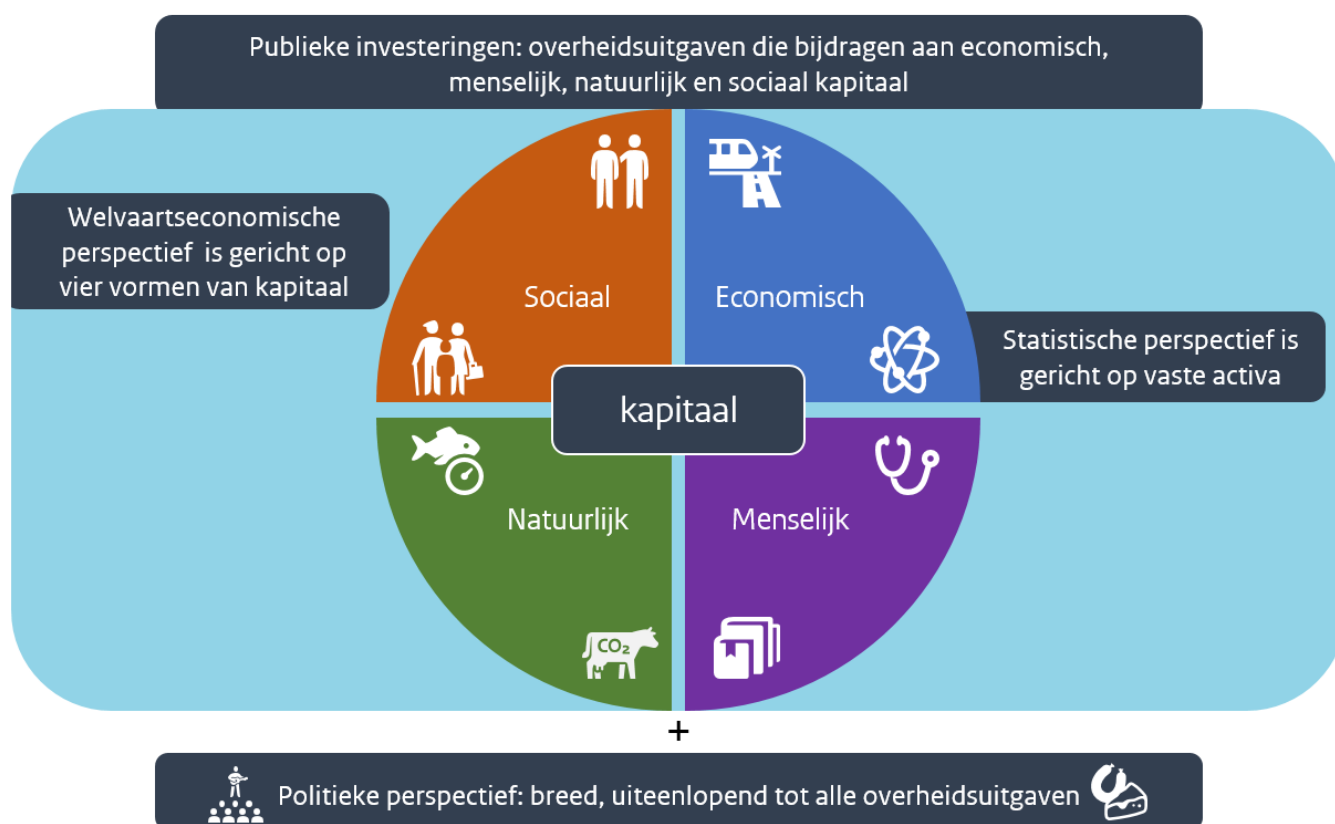 Publieke investeringen: overheidsuitgaven die bijdragen aan economisch,
menselijk, natuurlijk en sociaal kapitaal
Welvaartseconomische
perspectief is gericht op
vier vormen van kapitaal
Sociaal
Economisch
Statistische perspectief is
gericht op vaste activa
kapitaal
Natuurlijk
Menselijk
CO₂
+
Politieke perspectief: breed, uiteenlopend tot alle overheidsuitgaven